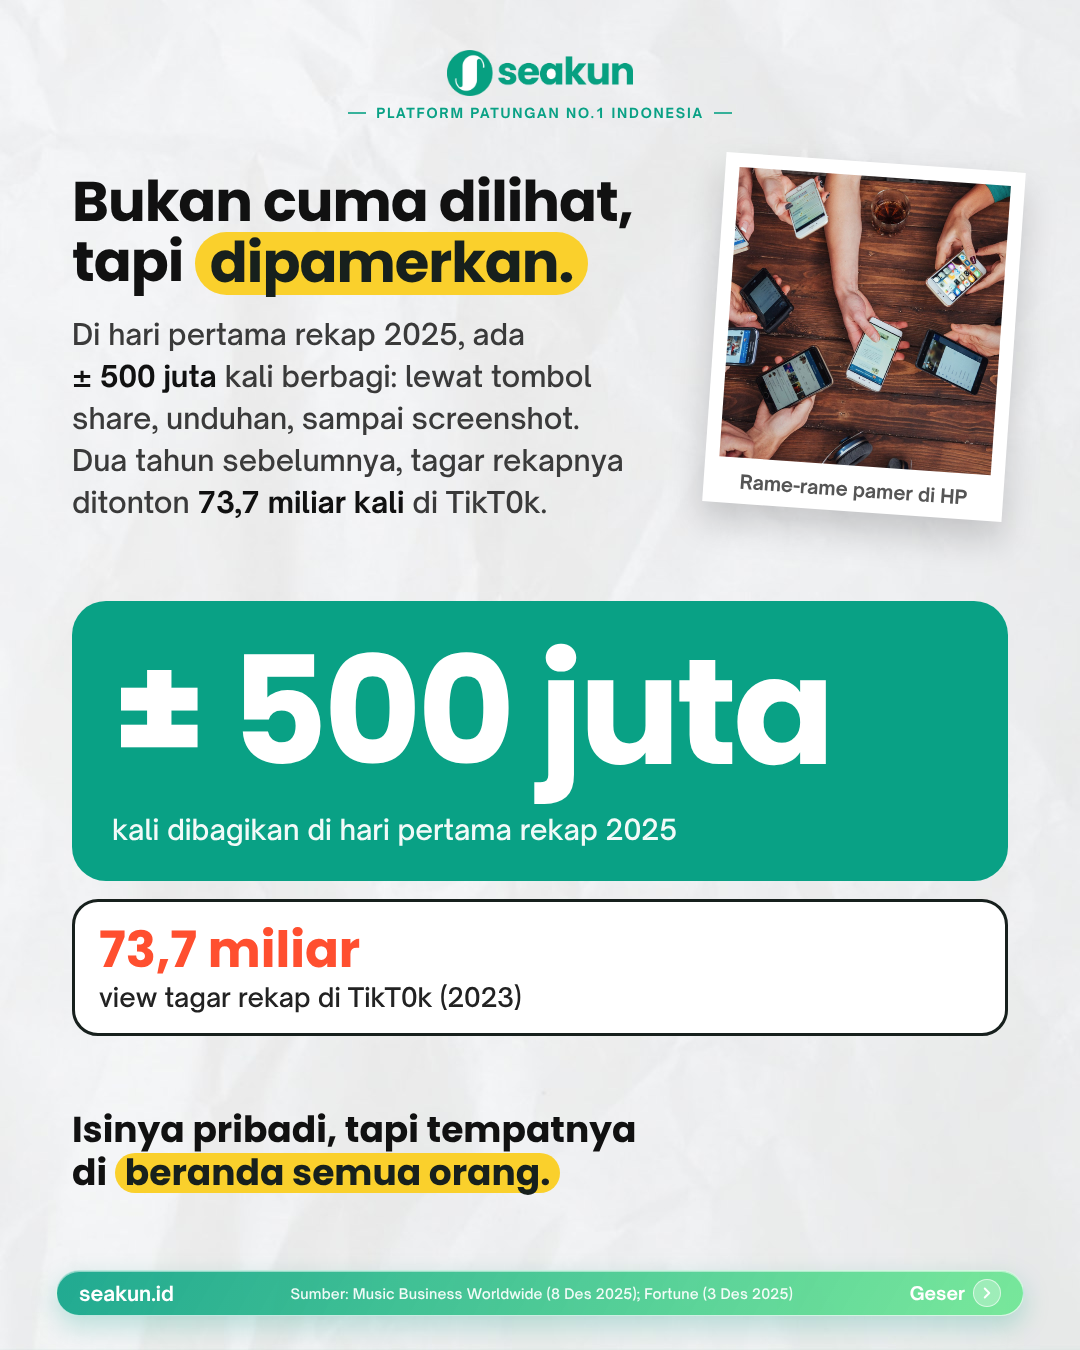 seakun
PLATFORM PATUNGAN NO.1 INDONESIA
Bukan cuma dilihat,
tapi dipamerkan.
Di hari pertama rekap 2025, ada
± 500 juta kali berbagi: lewat tombol
share, unduhan, sampai screenshot.
Dua tahun sebelumnya, tagar rekapnya
ditonton 73,7 miliar kali di TikT0k.
Rame-rame pamer di HP
± 500 juta
kali dibagikan di hari pertama rekap 2025
73,7 miliar
view tagar rekap di TikT0k (2023)
Isinya pribadi, tapi tempatnya
di beranda semua orang.
seakun.id
Sumber: Music Business Worldwide (8 Des 2025); Fortune (3 Des 2025)
Geser